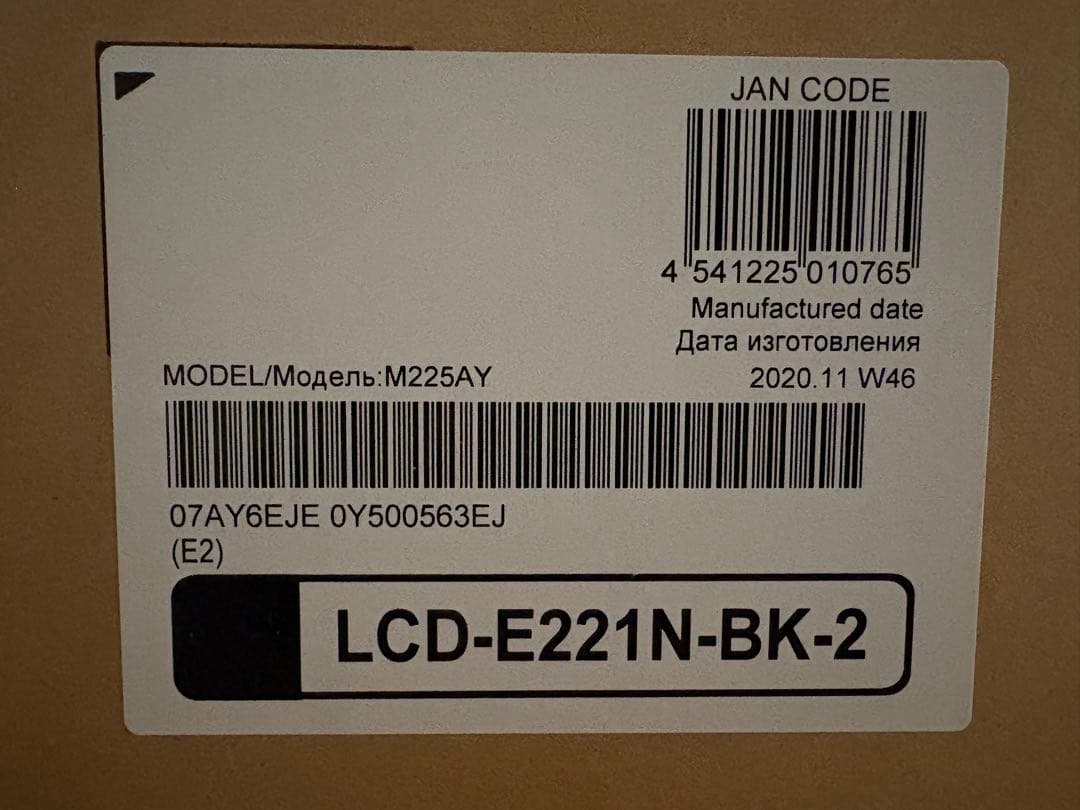 JAN CODE
4 541225 010765
Manufactured date
Дата изготовления
MODEL/Модель:M225AY
2020.11 W46
07AY6EJE 0Y500563EJ
(E2)
LCD-E221N-BK-2